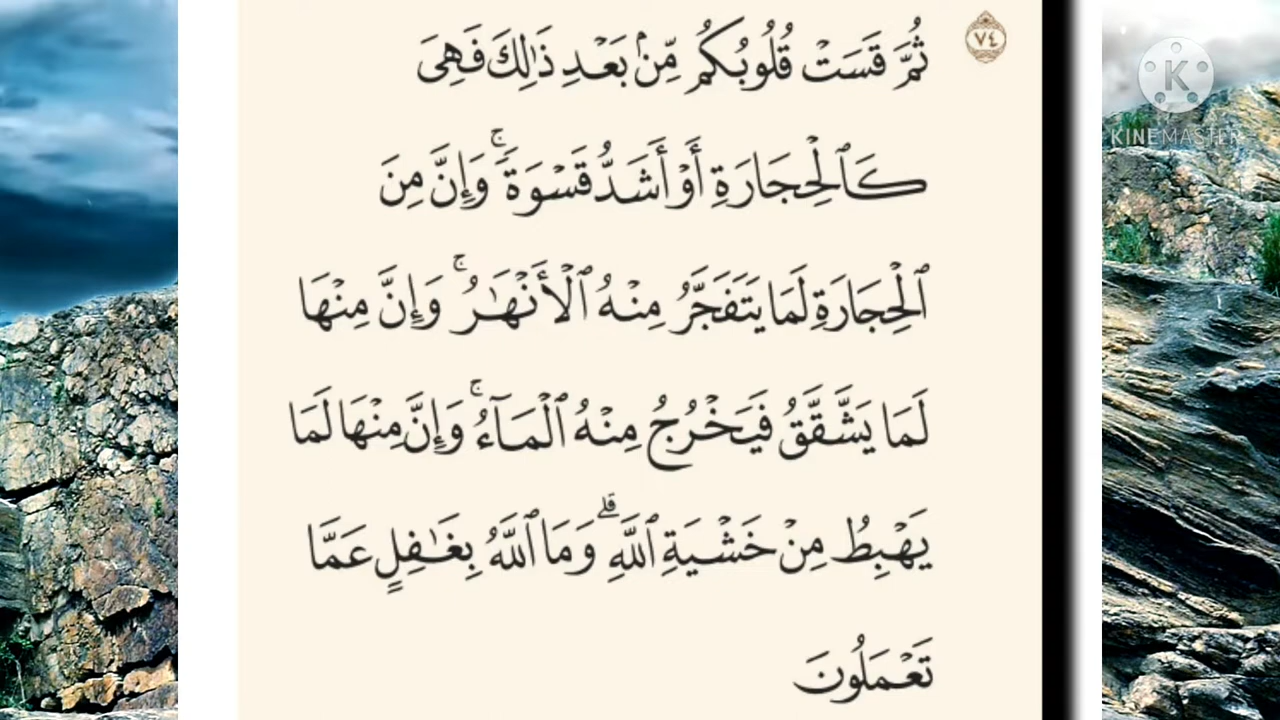 ٧٤
ثُمَّ قَسَتْ قُلُوبُكُم مِّنۢ بَعْدِ ذَٰلِكَ فَهِىَ
كَٱلْحِجَارَةِ أَوْ أَشَدُّ قَسْوَةً ۚ وَإِنَّ مِنَ
ٱلْحِجَارَةِ لَمَا يَتَفَجَّرُ مِنْهُ ٱلْأَنْهَٰرُ ۚ وَإِنَّ مِنْهَا
لَمَا يَشَّقَّقُ فَيَخْرُجُ مِنْهُ ٱلْمَآءُ ۚ وَإِنَّ مِنْهَا لَمَا
يَهْبِطُ مِنْ خَشْيَةِ ٱللَّهِ ۗ وَمَا ٱللَّهُ بِغَٰفِلٍ عَمَّا
تَعْمَلُونَ
K
KINEMASTER